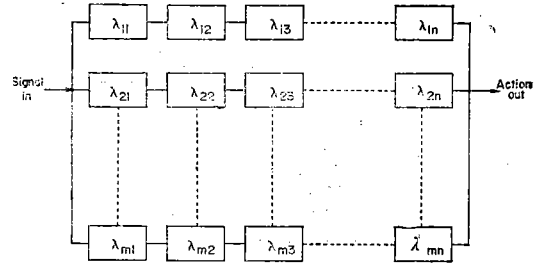 λ11 λ12 λ13 λ1n
Signal
in
λ21 λ22 λ23 λ2n
Action
out
λm1 λm2 λm3 λmn